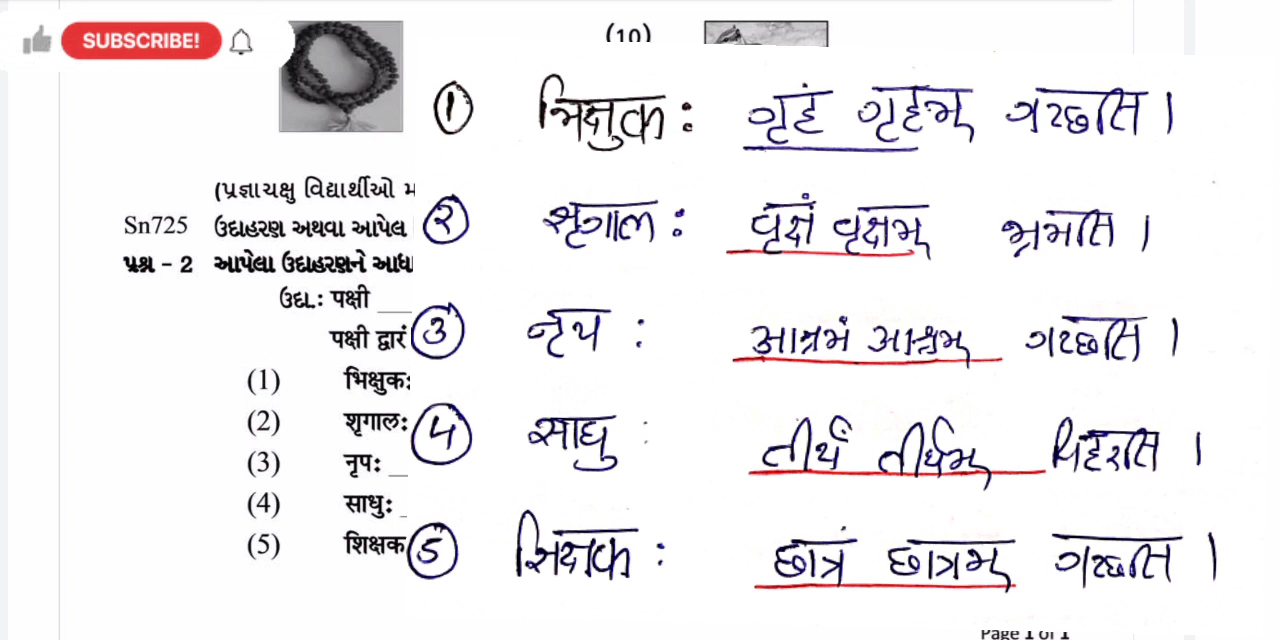 SUBSCRIBE!
(10)
(પ્રજ્ઞાચક્ષુ વિદ્યાર્થીઓ મ
Sn725 ઉદાહરણ અથવા આપેલ
પ્રશ્ન - 2 આપેલા ઉદાહરણને આધા
ઉદા.: પક્ષી ___
પક્ષી દ્વારં
(1) भिक्षुकः
(2) शृगालः
(3) नृपः _
(4) साधुः _
(5) शिक्षक
① भिक्षुक: गृहं गृहम् गच्छति ।
② शृगाल: वृक्षं वृक्षम् भ्रमति ।
③ नृप: आश्रमं आश्रम् गच्छति ।
④ साधु: तीर्थं तीर्थम् विहरति ।
⑤ शिक्षक: छात्रं छात्रम् गच्छति ।
Page 1 of 1